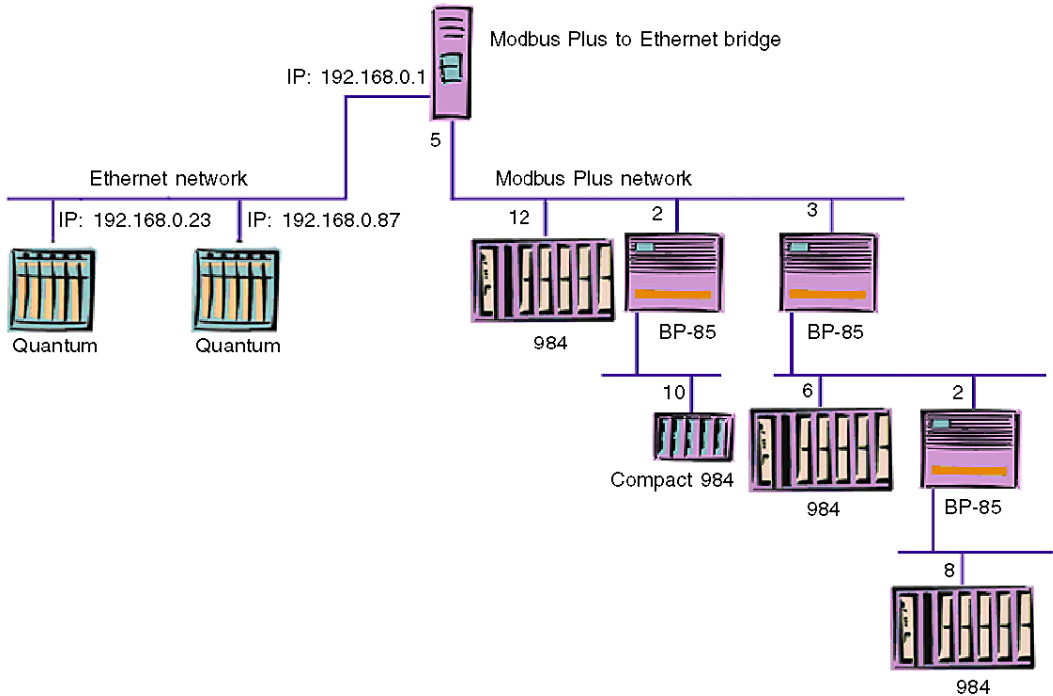 Modbus Plus to Ethernet bridge
IP: 192.168.0.1
5
Ethernet network
Modbus Plus network
IP: 192.168.0.23
IP: 192.168.0.87
12
2
3
Quantum
Quantum
984
BP-85
BP-85
10
6
2
Compact 984
984
BP-85
8
984